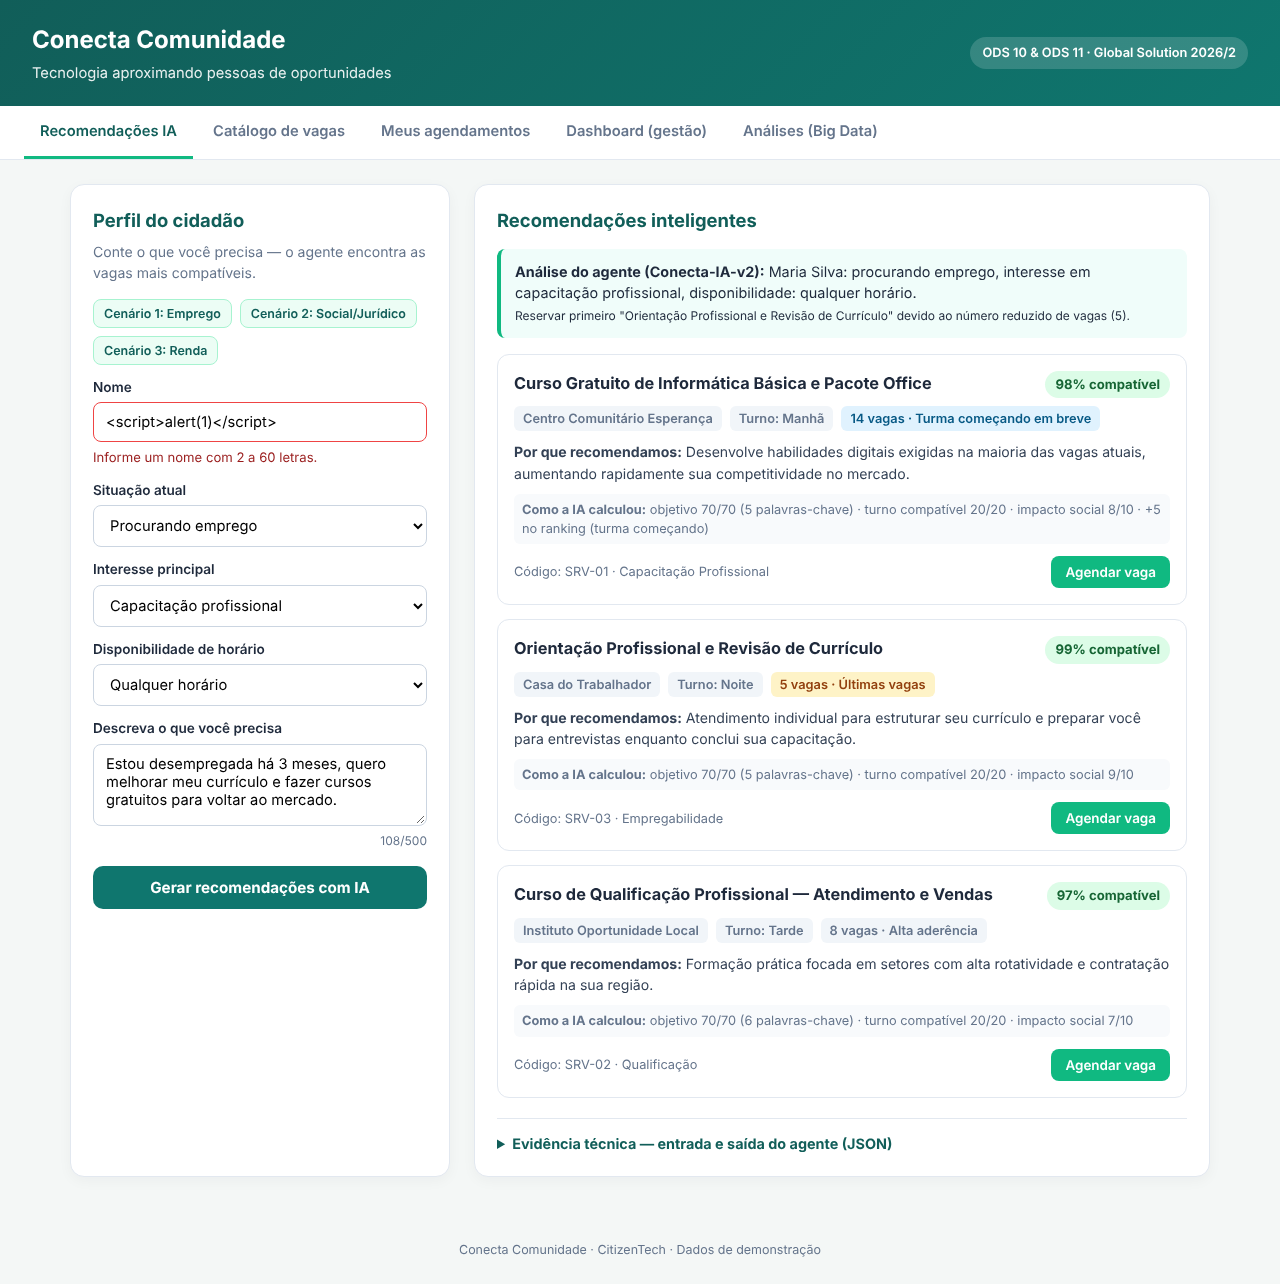 Conecta Comunidade
Tecnologia aproximando pessoas de oportunidades
ODS 10 & ODS 11 · Global Solution 2026/2
Recomendações IA
Catálogo de vagas
Meus agendamentos
Dashboard (gestão)
Análises (Big Data)
Perfil do cidadão
Conte o que você precisa — o agente encontra as
vagas mais compatíveis.
Cenário 1: Emprego
Cenário 2: Social/Jurídico
Cenário 3: Renda
Nome
<script>alert(1)</script>
Informe um nome com 2 a 60 letras.
Situação atual
Procurando emprego
Interesse principal
Capacitação profissional
Disponibilidade de horário
Qualquer horário
Descreva o que você precisa
Estou desempregada há 3 meses, quero
melhorar meu currículo e fazer cursos
gratuitos para voltar ao mercado.
108/500
Gerar recomendações com IA
Recomendações inteligentes
Análise do agente (Conecta-IA-v2): Maria Silva: procurando emprego, interesse em
capacitação profissional, disponibilidade: qualquer horário.
Reservar primeiro "Orientação Profissional e Revisão de Currículo" devido ao número reduzido de vagas (5).
Curso Gratuito de Informática Básica e Pacote Office
98% compatível
Centro Comunitário Esperança
Turno: Manhã
14 vagas · Turma começando em breve
Por que recomendamos: Desenvolve habilidades digitais exigidas na maioria das vagas atuais,
aumentando rapidamente sua competitividade no mercado.
Como a IA calculou: objetivo 70/70 (5 palavras-chave) · turno compatível 20/20 · impacto social 8/10 · +5
no ranking (turma começando)
Código: SRV-01 · Capacitação Profissional
Agendar vaga
Orientação Profissional e Revisão de Currículo
99% compatível
Casa do Trabalhador
Turno: Noite
5 vagas · Últimas vagas
Por que recomendamos: Atendimento individual para estruturar seu currículo e preparar você
para entrevistas enquanto conclui sua capacitação.
Como a IA calculou: objetivo 70/70 (5 palavras-chave) · turno compatível 20/20 · impacto social 9/10
Código: SRV-03 · Empregabilidade
Agendar vaga
Curso de Qualificação Profissional — Atendimento e Vendas
97% compatível
Instituto Oportunidade Local
Turno: Tarde
8 vagas · Alta aderência
Por que recomendamos: Formação prática focada em setores com alta rotatividade e contratação
rápida na sua região.
Como a IA calculou: objetivo 70/70 (6 palavras-chave) · turno compatível 20/20 · impacto social 7/10
Código: SRV-02 · Qualificação
Agendar vaga
Evidência técnica — entrada e saída do agente (JSON)
Conecta Comunidade · CitizenTech · Dados de demonstração